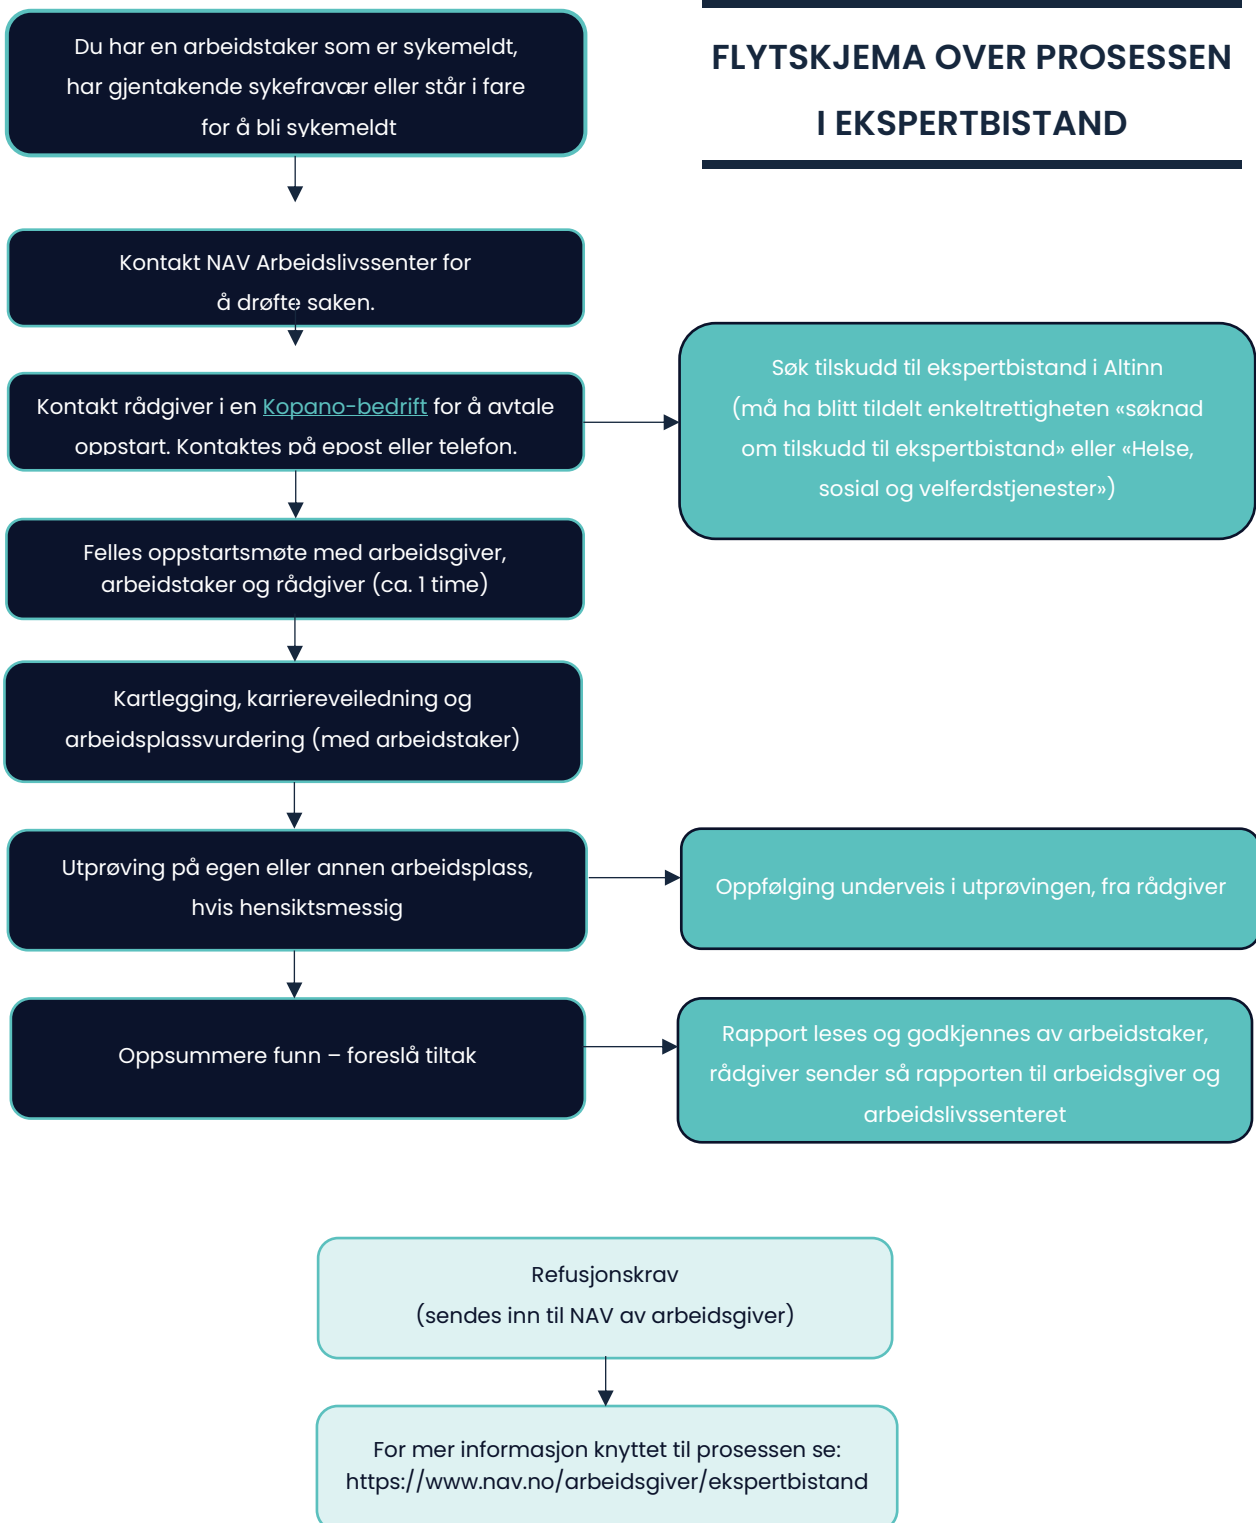 FLYTSKJEMA OVER PROSESSEN
I EKSPERTBISTAND
Du har en arbeidstaker som er sykemeldt,
har gjentakende sykefravær eller står i fare
for å bli sykemeldt
Kontakt NAV Arbeidslivssenter for
å drøfte saken.
Kontakt rådgiver i en Kopano-bedrift for å avtale
oppstart. Kontaktes på epost eller telefon.
Søk tilskudd til ekspertbistand i Altinn
(må ha blitt tildelt enkeltrettigheten «søknad
om tilskudd til ekspertbistand» eller «Helse,
sosial og velferdstjenester»)
Felles oppstartsmøte med arbeidsgiver,
arbeidstaker og rådgiver (ca. 1 time)
Kartlegging, karriereveiledning og
arbeidsplassvurdering (med arbeidstaker)
Utprøving på egen eller annen arbeidsplass,
hvis hensiktsmessig
Oppfølging underveis i utprøvingen, fra rådgiver
Oppsummere funn – foreslå tiltak
Rapport leses og godkjennes av arbeidstaker,
rådgiver sender så rapporten til arbeidsgiver og
arbeidslivssenteret
Refusjonskrav
(sendes inn til NAV av arbeidsgiver)
For mer informasjon knyttet til prosessen se:
https://www.nav.no/arbeidsgiver/ekspertbistand